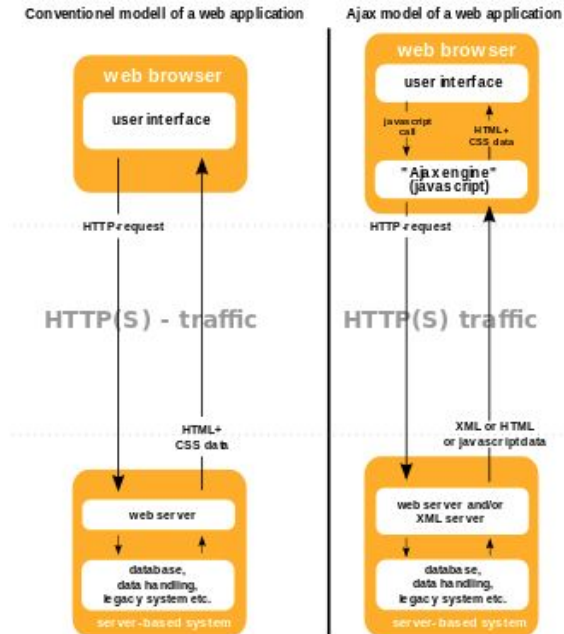 Conventionel modell of a web application
web browser
user interface
HTTP-request
HTTP(S) - traffic
HTML+
CSS data
web server
database,
data handling,
legacy system etc.
server-based system
Ajax model of a web application
web browser
user interface
javascript
call
HTML+
CSS data
"Ajax engine"
(javascript)
HTTP-request
HTTP(S) traffic
XML or HTML
or javascript data
web server and/or
XML server
database,
data handling,
legacy system etc.
server-based system